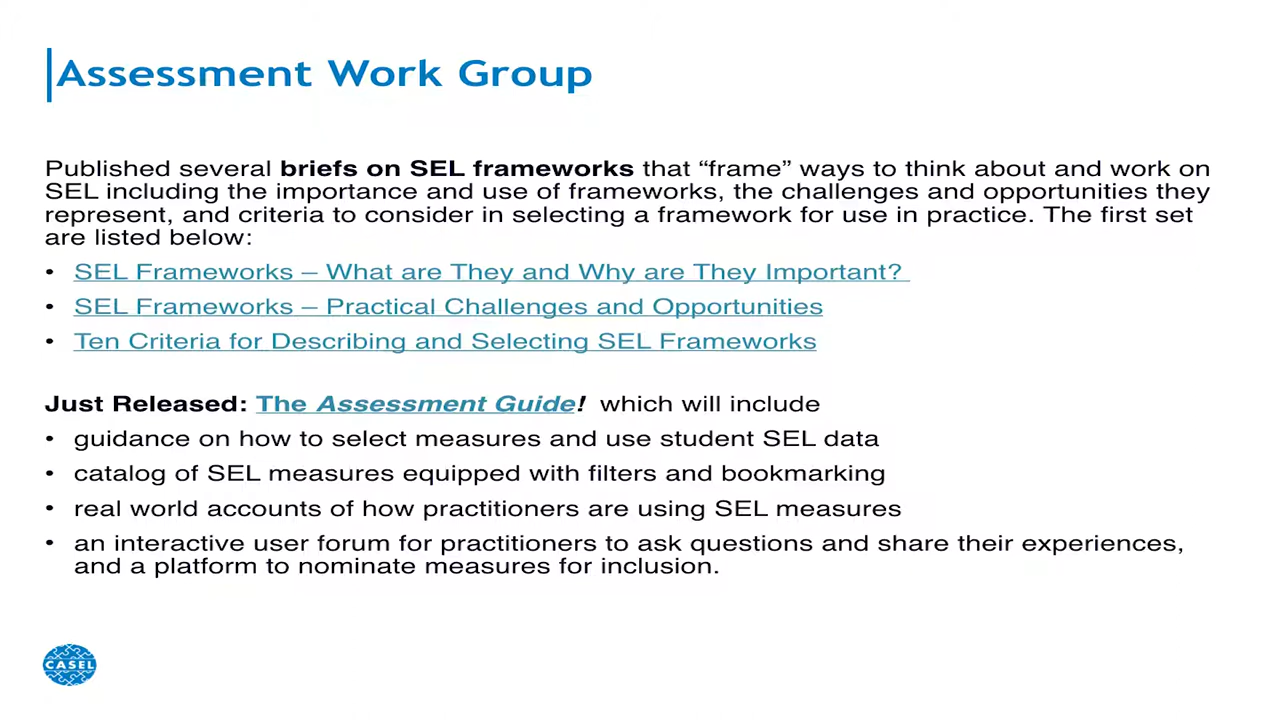 Assessment Work Group
Published several briefs on SEL frameworks that “frame” ways to think about and work on
SEL including the importance and use of frameworks, the challenges and opportunities they
represent, and criteria to consider in selecting a framework for use in practice. The first set
are listed below:
• SEL Frameworks – What are They and Why are They Important?
• SEL Frameworks – Practical Challenges and Opportunities
• Ten Criteria for Describing and Selecting SEL Frameworks
Just Released: The Assessment Guide! which will include
• guidance on how to select measures and use student SEL data
• catalog of SEL measures equipped with filters and bookmarking
• real world accounts of how practitioners are using SEL measures
• an interactive user forum for practitioners to ask questions and share their experiences,
and a platform to nominate measures for inclusion.
CASEL